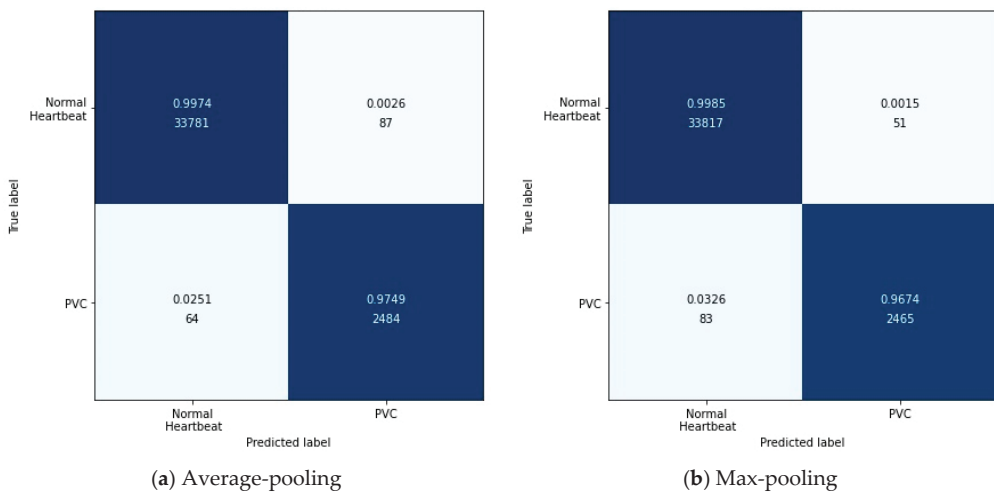 Normal
Heartbeat
PVC
True label
0.9974
33781
0.0026
87
0.0251
64
0.9749
2484
Normal
Heartbeat
PVC
Predicted label
(a) Average-pooling
Normal
Heartbeat
PVC
True label
0.9985
33817
0.0015
51
0.0326
83
0.9674
2465
Normal
Heartbeat
PVC
Predicted label
(b) Max-pooling